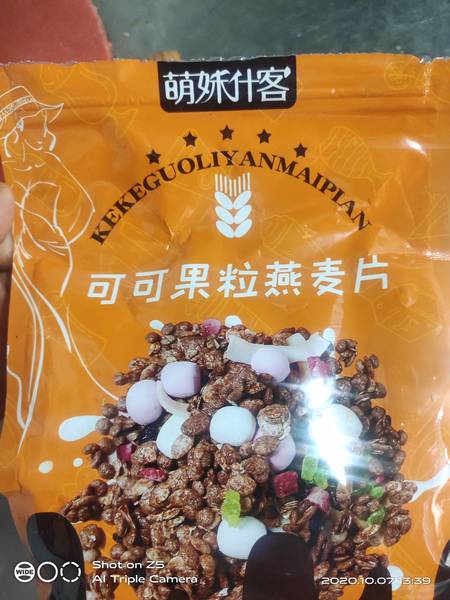 萌妹什客
KEKEGUOLIYANMAIPIAN
可可果粒燕麦片
WIDE
Shot on Z5
AI Triple Camera
2020.10.07 13:39